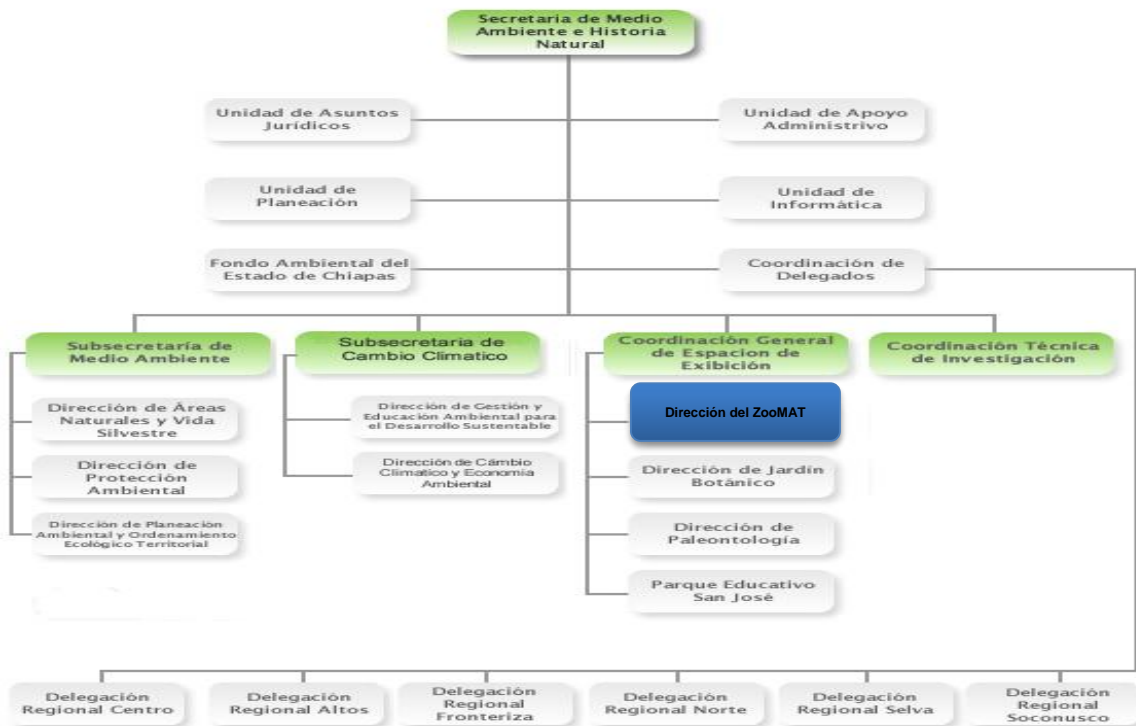 Secretaria de Medio
Ambiente e Historia
Natural
Unidad de Asuntos
Jurídicos
Unidad de Apoyo
Administrivo
Unidad de
Planeación
Unidad de
Informática
Fondo Ambiental del
Estado de Chiapas
Coordinación de
Delegados
Subsecretaría de
Medio Ambiente
Subsecretaria de
Cambio Climatico
Coordinación General
de Espacion de
Exibición
Coordinación Técnica
de Investigación
Dirección de Áreas
Naturales y Vida
Silvestre
Dirección de
Protección
Ambiental
Dirección de Planeación
Ambiental y Ordenamiento
Ecológico Territorial
Dirección de Gestión y
Educación Ambiental para
el Desarrollo Sustentable
Dirección de Cámbio
Climatico y Economía
Ambiental
Dirección del ZooMAT
Dirección de Jardín
Botánico
Dirección de
Paleontología
Parque Educativo
San José
Delegación
Regional Centro
Delegación
Regional Altos
Delegación
Regional
Fronteriza
Delegación
Regional Norte
Delegación
Regional Selva
Delegación
Regional
Soconusco